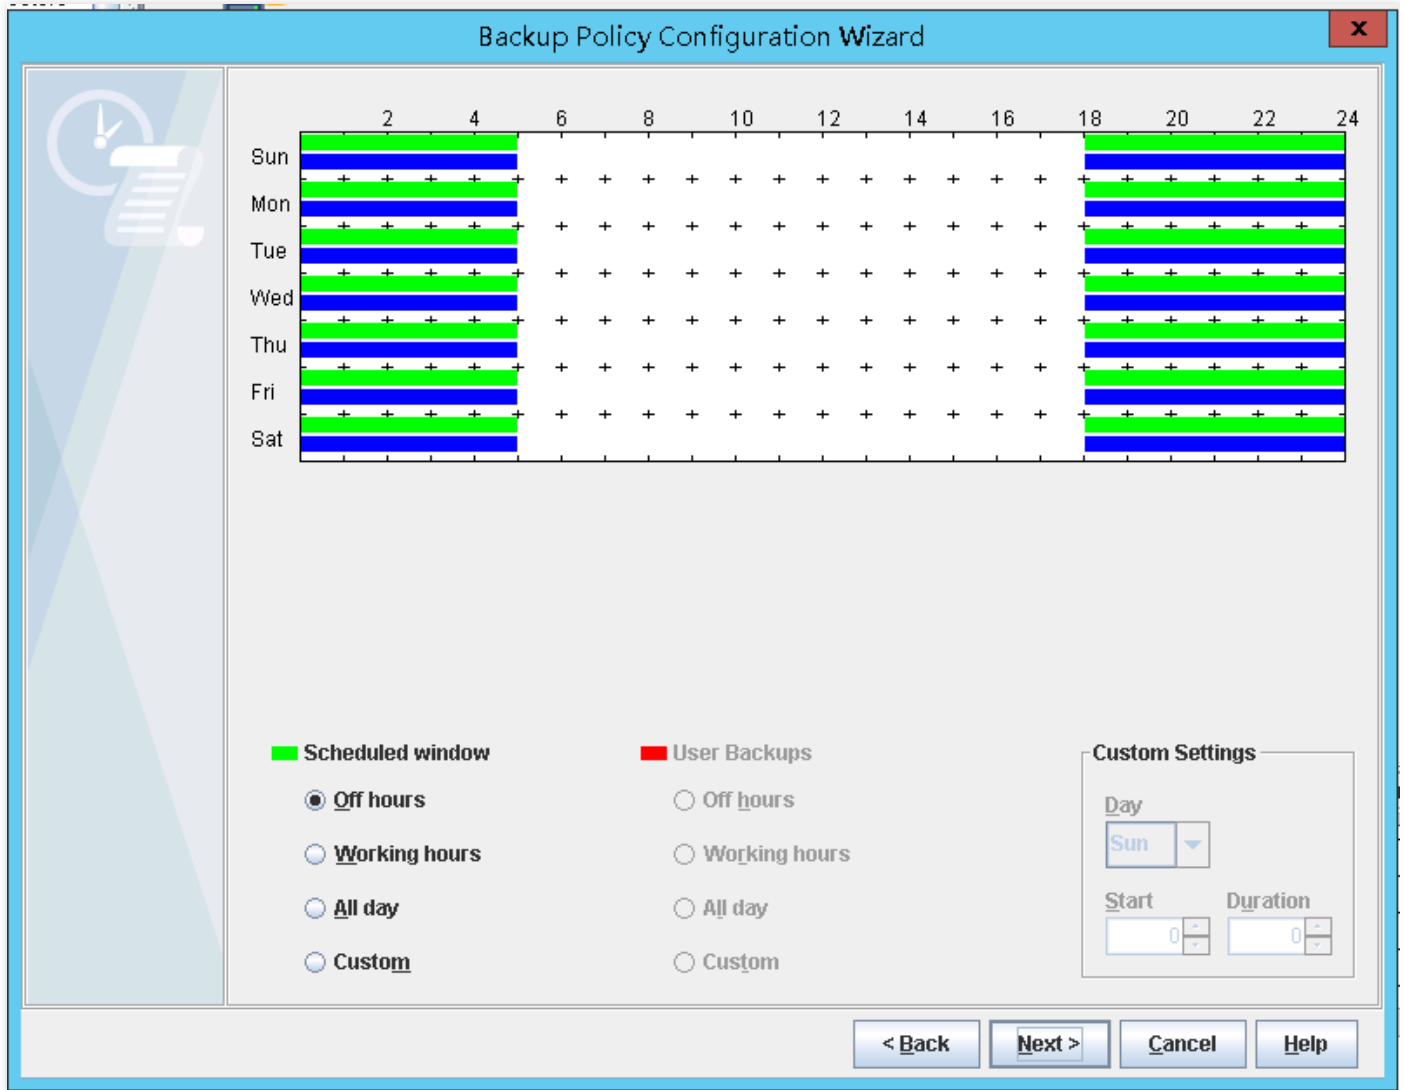 Backup Policy Configuration Wizard
x
2 4 6 8 10 12 14 16 18 20 22 24
Sun
Mon
Tue
Wed
Thu
Fri
Sat
Scheduled window User Backups Custom Settings
Off hours Off hours Day
Working hours Working hours Sun
All day All day Start Duration
0 0
Custom Custom
< Back Next > Cancel Help